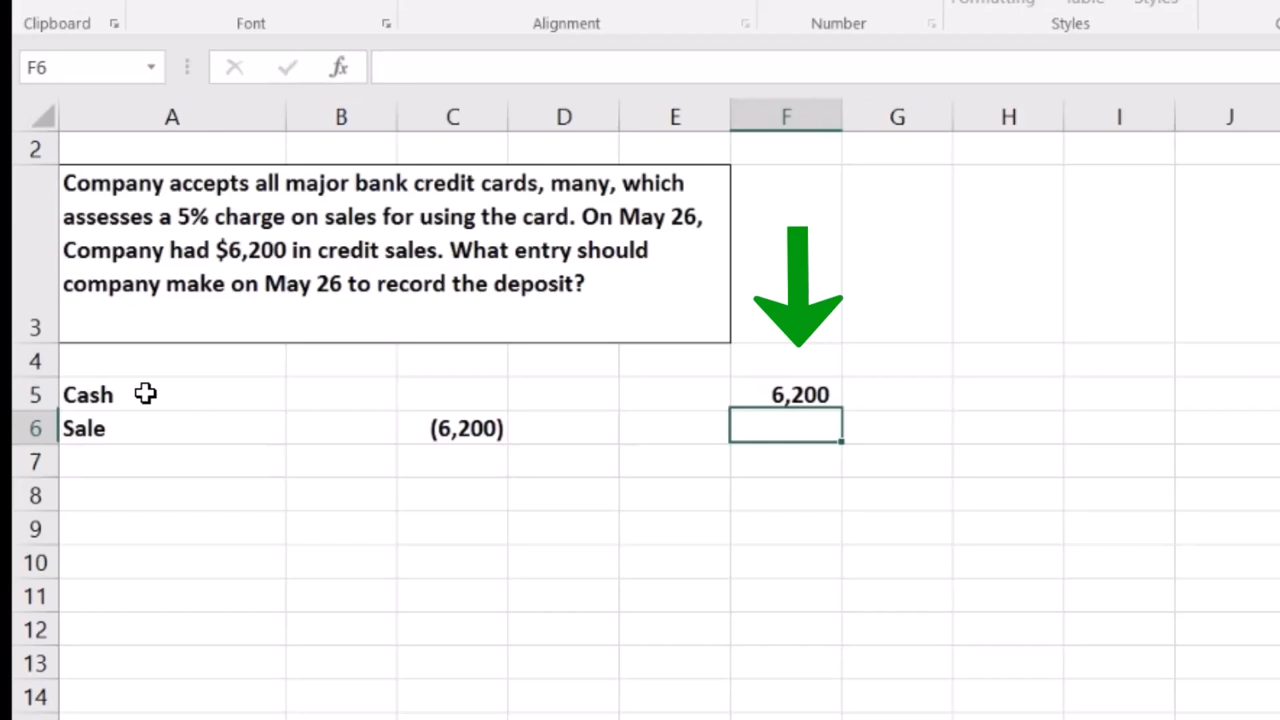 Formatting Table Styles
Clipboard Font Alignment Number Styles
F6 fx
A B C D E F G H I J
2
Company accepts all major bank credit cards, many, which
assesses a 5% charge on sales for using the card. On May 26,
Company had $6,200 in credit sales. What entry should
company make on May 26 to record the deposit?
3
4
5 Cash 6,200
6 Sale (6,200)
7
8
9
10
11
12
13
14